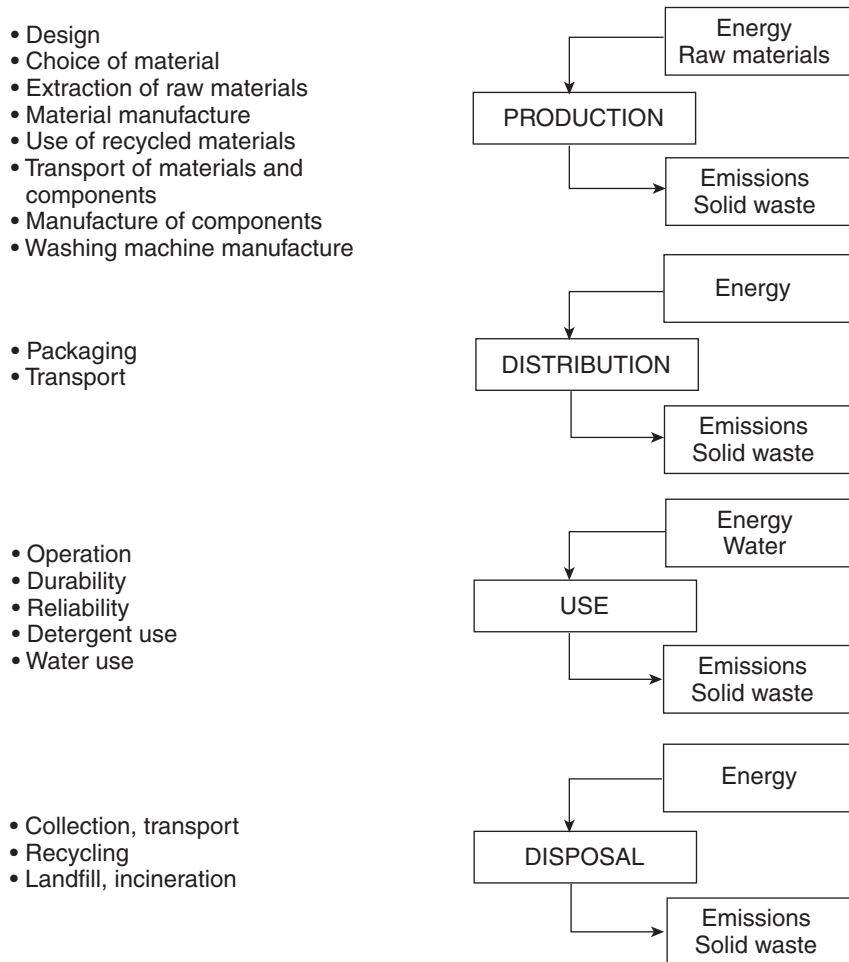 • Design
• Choice of material
• Extraction of raw materials
• Material manufacture
• Use of recycled materials
• Transport of materials and
components
• Manufacture of components
• Washing machine manufacture
Energy
Raw materials
PRODUCTION
Emissions
Solid waste
• Packaging
• Transport
Energy
DISTRIBUTION
Emissions
Solid waste
• Operation
• Durability
• Reliability
• Detergent use
• Water use
Energy
Water
USE
Emissions
Solid waste
• Collection, transport
• Recycling
• Landfill, incineration
Energy
DISPOSAL
Emissions
Solid waste